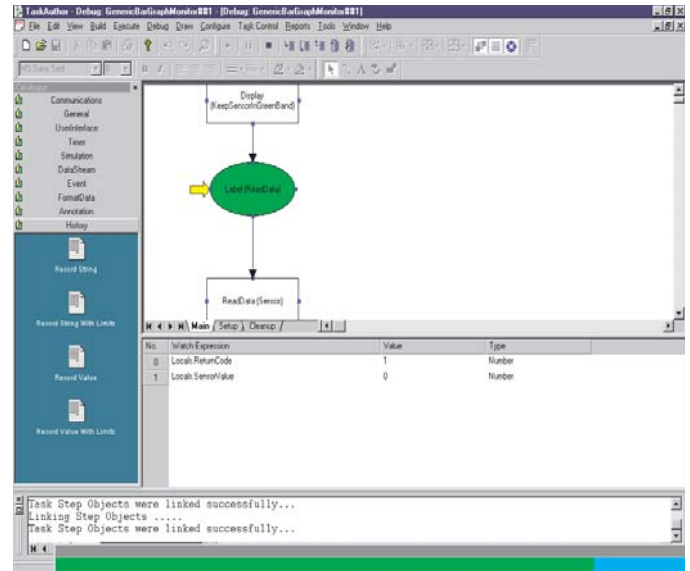 TaskAuthor - Debug: GenericBarGraphMonitor##1 - [Debug: GenericBarGraphMonitor##1]
File Edit View Build Execute Debug Draw Configure Task Control Reports Tools Window Help
MS Sans Serif
Catalogue
Communications
General
UserInterface
Timer
Simulation
DataStream
Event
FormatData
Annotation
History
Record String
Record String With Limits
Record Value
Record Value With Limits
Display
(KeepSensorInGreenBand)
Label (ReadData)
ReadData (Sensor)
Main Setup Cleanup
No. Watch Expression Value Type
0 Locals.ReturnCode 1 Number
1 Locals.SensorValue 0 Number
Task Step Objects were linked successfully...
Linking Step Objects .....
Task Step Objects were linked successfully...